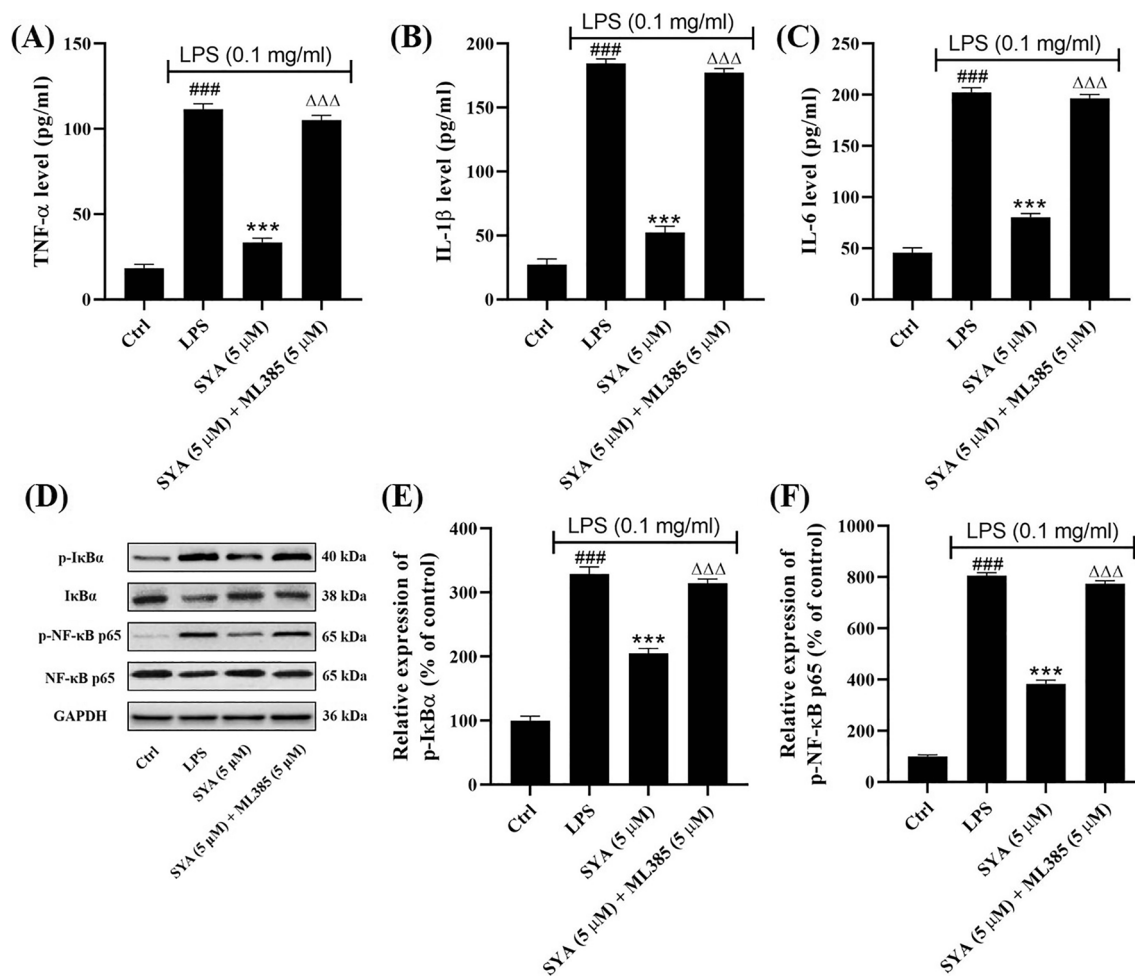 (A)
LPS (0.1 mg/ml)
TNF-α level (pg/ml)
150
100
50
0
###
***
ΔΔΔ
Ctrl
LPS
SYA (5 μM)
SYA (5 μM) + ML385 (5 μM)
(B)
LPS (0.1 mg/ml)
IL-1β level (pg/ml)
200
150
100
50
0
###
***
ΔΔΔ
Ctrl
LPS
SYA (5 μM)
SYA (5 μM) + ML385 (5 μM)
(C)
LPS (0.1 mg/ml)
IL-6 level (pg/ml)
250
200
150
100
50
0
###
***
ΔΔΔ
Ctrl
LPS
SYA (5 μM)
SYA (5 μM) + ML385 (5 μM)
(D)
p-IκBα 40 kDa
IκBα 38 kDa
p-NF-κB p65 65 kDa
NF-κB p65 65 kDa
GAPDH 36 kDa
Ctrl
LPS
SYA (5 μM)
SYA (5 μM) + ML385 (5 μM)
(E)
LPS (0.1 mg/ml)
Relative expression of
p-IκBα (% of control)
400
300
200
100
0
###
***
ΔΔΔ
Ctrl
LPS
SYA (5 μM)
SYA (5 μM) + ML385 (5 μM)
(F)
LPS (0.1 mg/ml)
Relative expression of
p-NF-κB p65 (% of control)
1000
800
600
400
200
0
###
***
ΔΔΔ
Ctrl
LPS
SYA (5 μM)
SYA (5 μM) + ML385 (5 μM)